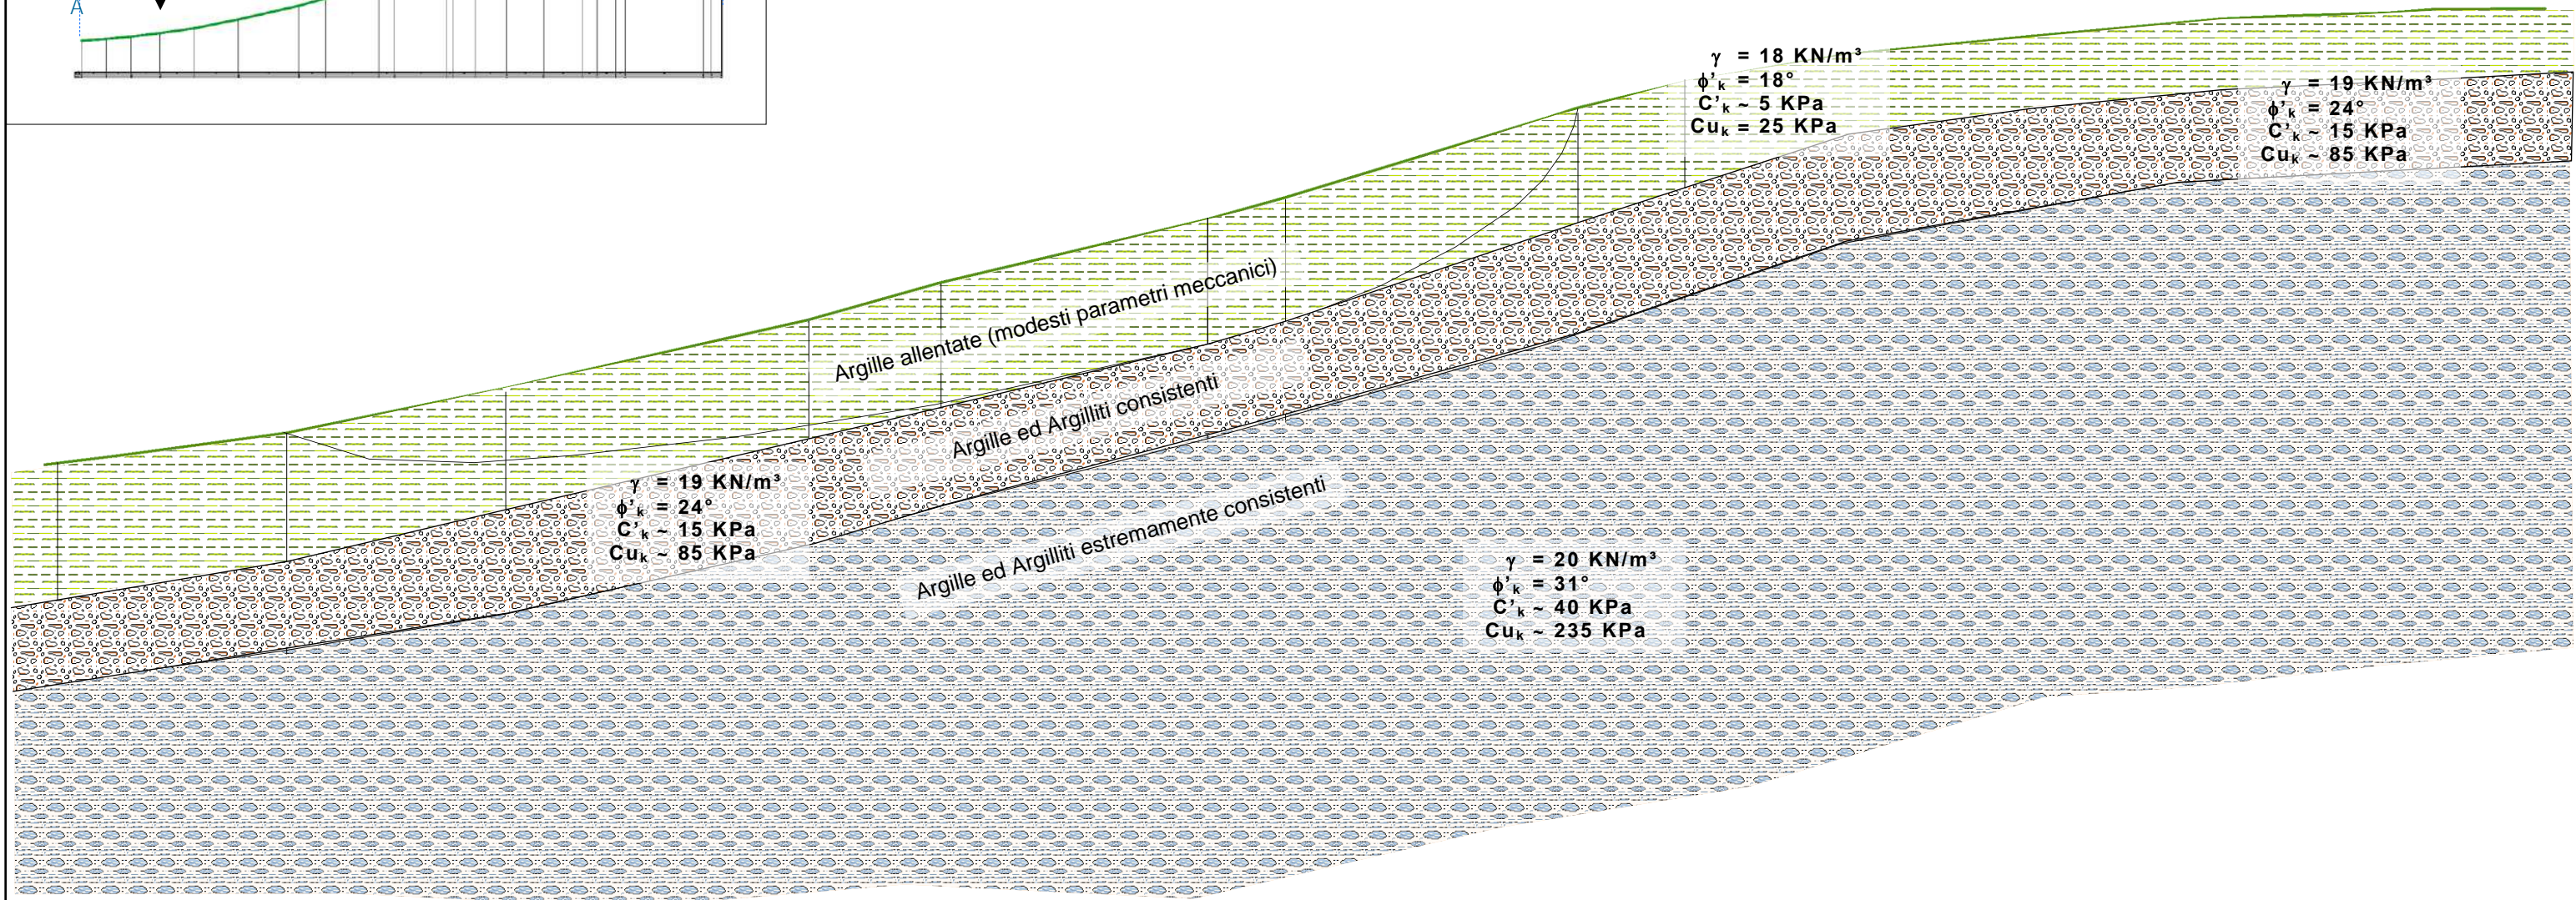 A
γ = 18 KN/m³
ϕ'ₖ = 18°
C'ₖ ~ 5 KPa
Cuₖ = 25 KPa
γ = 19 KN/m³
ϕ'ₖ = 24°
C'ₖ ~ 15 KPa
Cuₖ ~ 85 KPa
Argille allentate (modesti parametri meccanici)
Argille ed Argilliti consistenti
γ = 19 KN/m³
ϕ'ₖ = 24°
C'ₖ ~ 15 KPa
Cuₖ ~ 85 KPa
Argille ed Argilliti estremamente consistenti
γ = 20 KN/m³
ϕ'ₖ = 31°
C'ₖ ~ 40 KPa
Cuₖ ~ 235 KPa